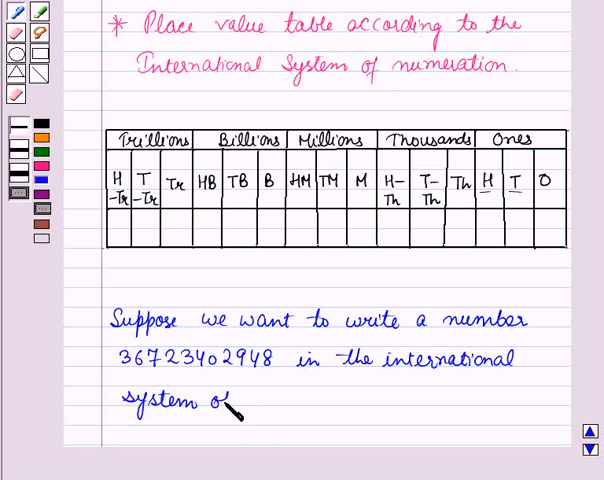 * Place value table according to the
International System of numeration.
Trillions Billions Millions Thousands Ones
H-Tr T-Tr Tr HB TB B HM TM M H-Th T-Th Th H T O
Suppose we want to write a number
36723402948 in the international
system of